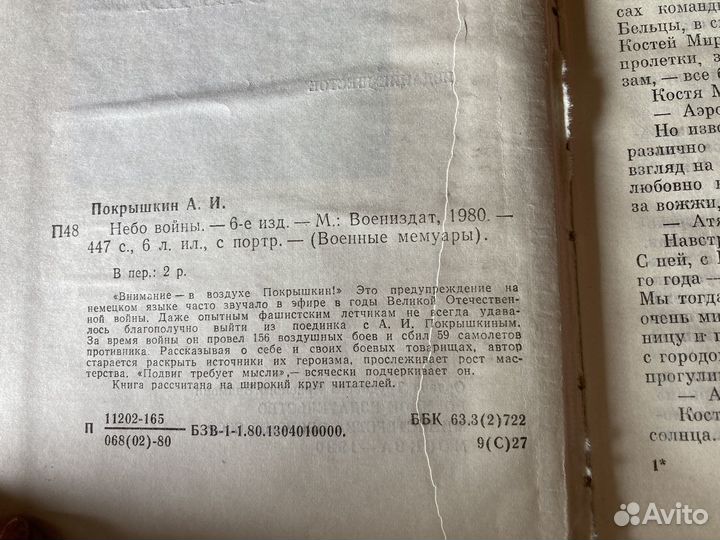 Покрышкин А. И.
П48 Небо войны. — 6-е изд. — М.: Воениздат, 1980. —
447 с., 6 л. ил., с портр. — (Военные мемуары).
В пер.: 2 р.
«Внимание — в воздухе Покрышкин!» Это предупреждение на
немецком языке часто звучало в эфире в годы Великой Отечествен-
ной войны. Даже опытным фашистским летчикам не всегда удава-
лось благополучно выйти из поединка с А. И. Покрышкиным.
За время войны он провел 156 воздушных боев и сбил 59 самолетов
противника. Рассказывая о себе и своих боевых товарищах, автор
старается раскрыть источники их героизма, прослеживает рост мас-
терства. «Подвиг требует мысли», — всячески подчеркивает он.
Книга рассчитана на широкий круг читателей.
П 11202-165
068(02)-80 БЗВ-1-1.80.1304010000.
ББК 63.3(2)722
9(С)27
сах команди
Бельцы, в с
Костей Мир
пролетки, з
зам, — все б
Костя М
— Аэро
Но изво
различно
взгляд на
любовно
за вожжи,
— Атя
Навстр
С ней, с
го года —
Мы тогда
очень ми
ницу и п
с городо
прогулит
— А
Кост
солнца..
1*
Avito